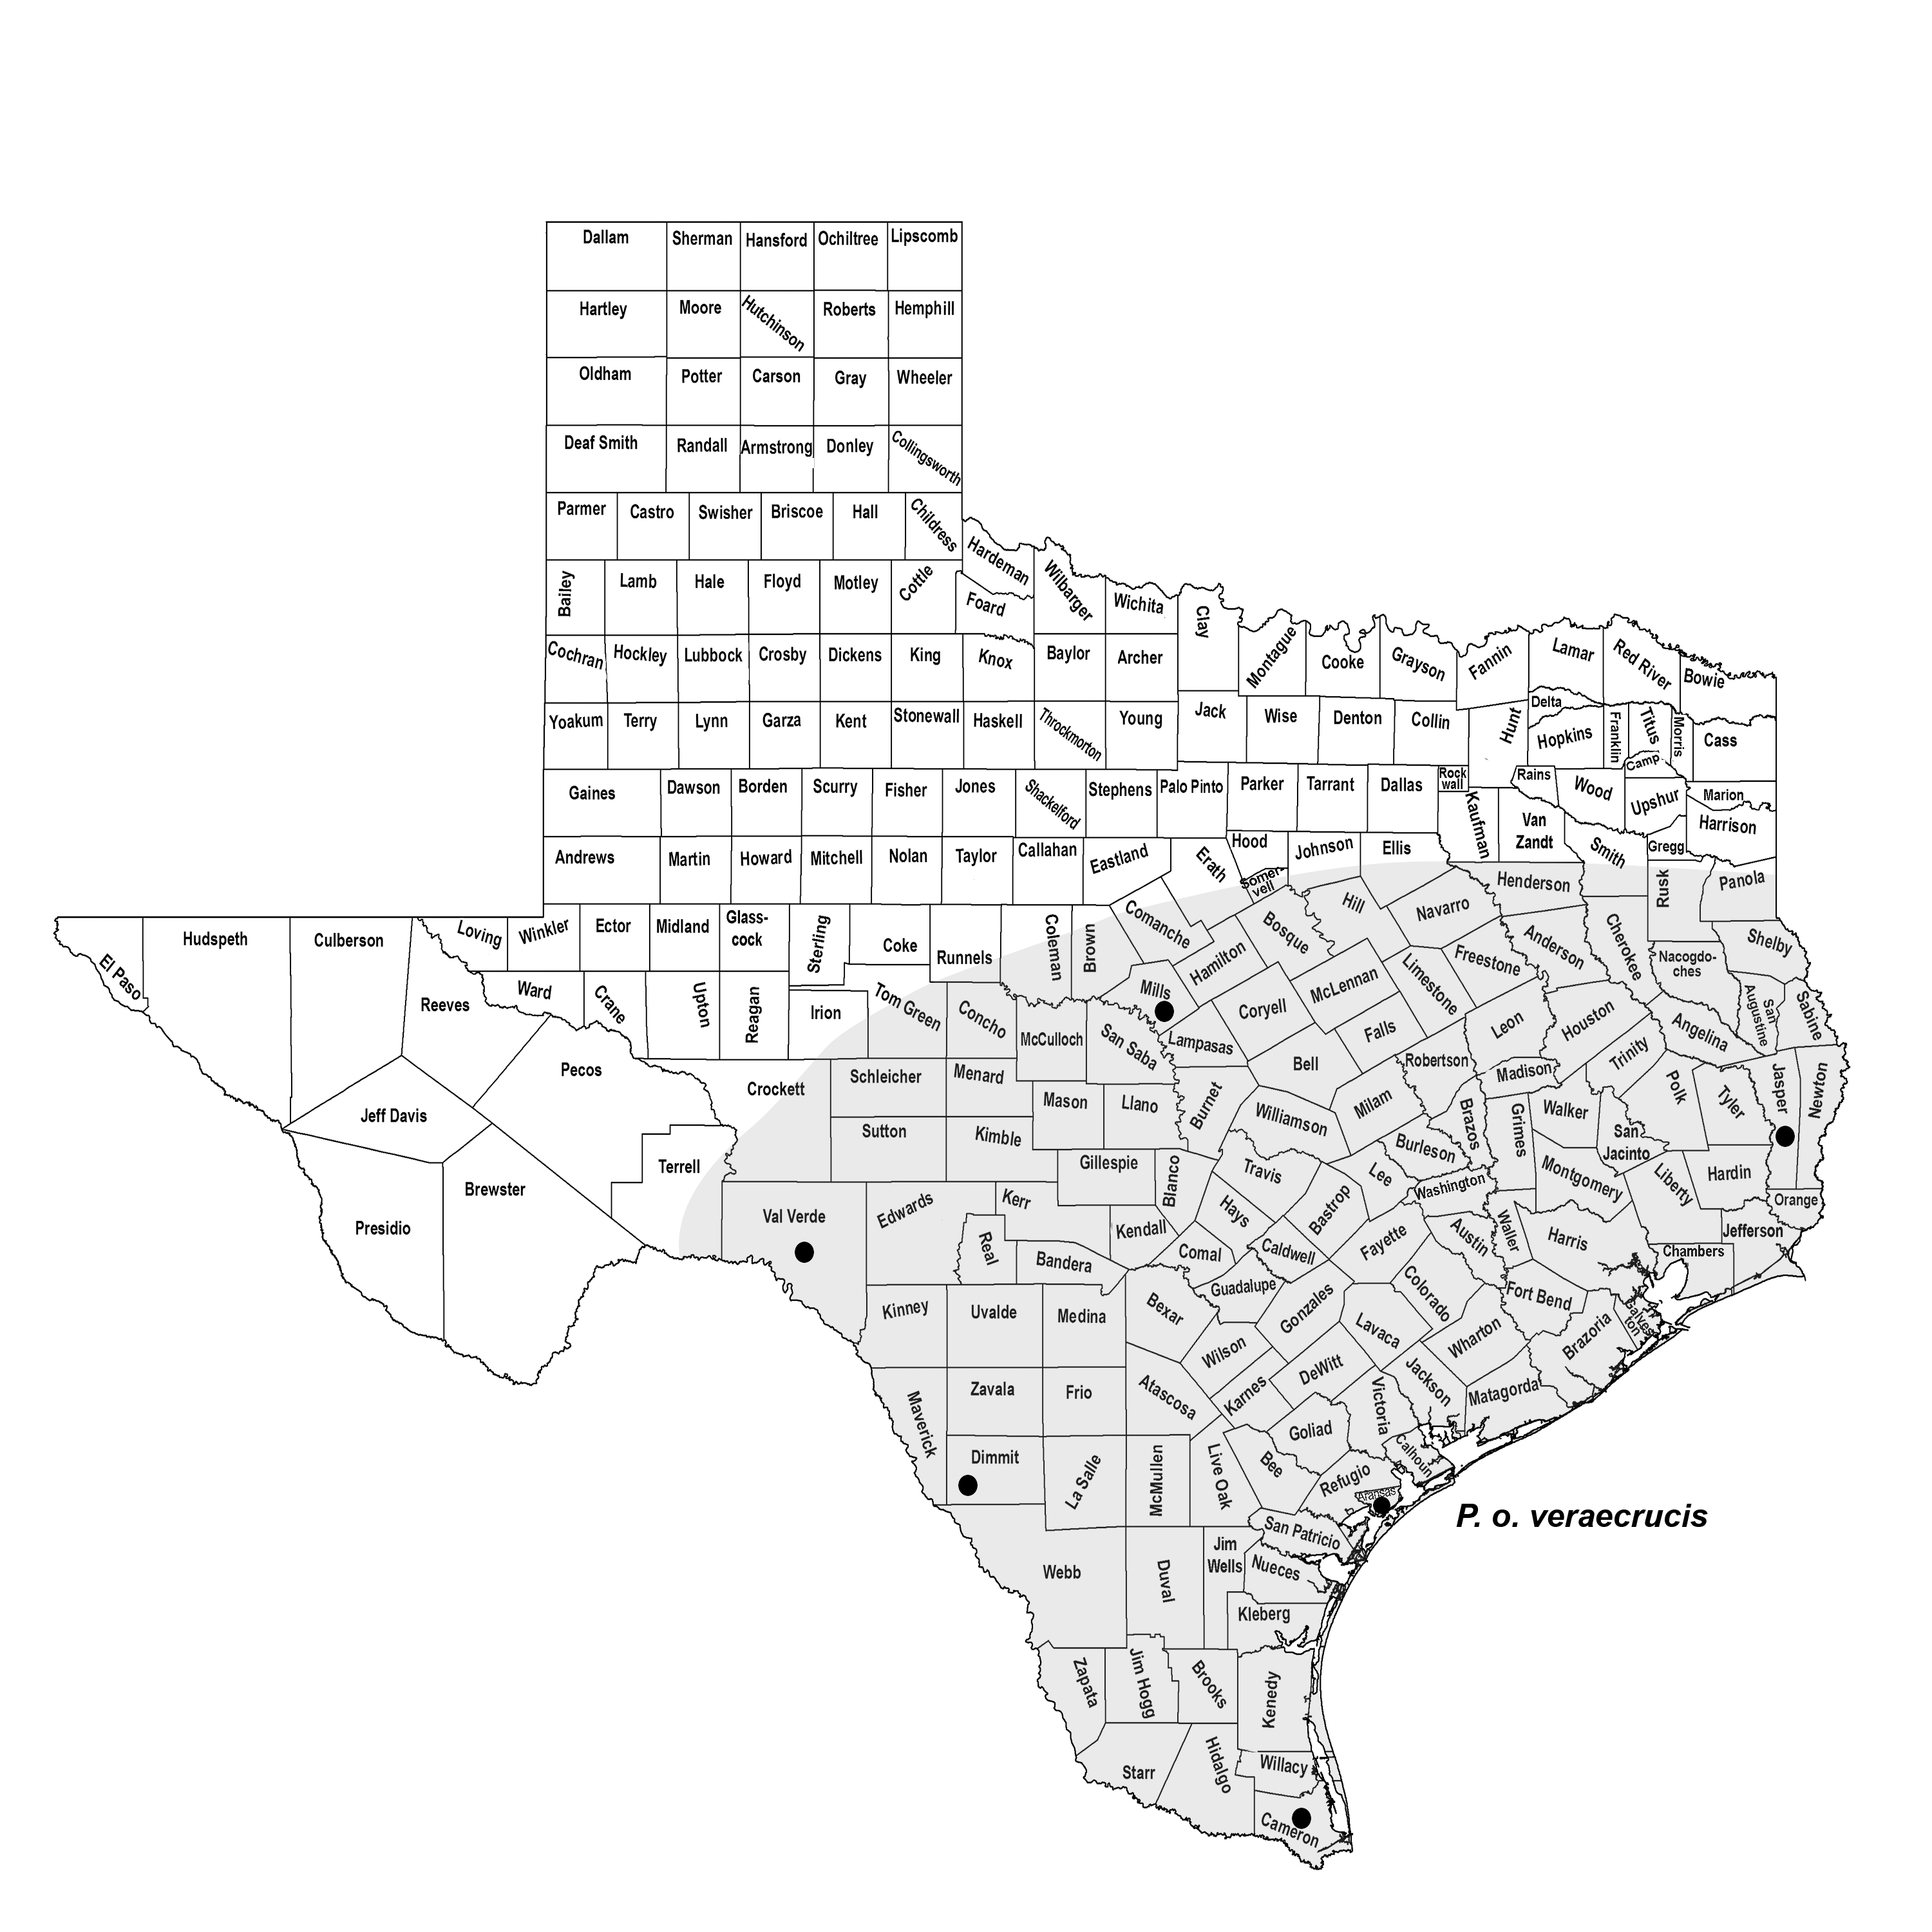 Dallam Sherman Hansford Ochiltree Lipscomb
Hartley Moore Hutchinson Roberts Hemphill
Oldham Potter Carson Gray Wheeler
Deaf Smith Randall Armstrong Donley Collingsworth
Parmer Castro Swisher Briscoe Hall Childress
Hardeman
Bailey Lamb Hale Floyd Motley Cottle Foard Wilbarger Wichita Clay
Cochran Hockley Lubbock Crosby Dickens King Knox Baylor Archer Montague Cooke Grayson Fannin Lamar Red River Bowie
Yoakum Terry Lynn Garza Kent Stonewall Haskell Throckmorton Young Jack Wise Denton Collin Hunt Delta Hopkins Franklin Titus Morris Cass
Gaines Dawson Borden Scurry Fisher Jones Shackelford Stephens Palo Pinto Parker Tarrant Dallas Rock
wall
Kaufman Rains Wood Camp Upshur Marion
Van
Zandt
Harrison
Andrews Martin Howard Mitchell Nolan Taylor Callahan Eastland Erath Hood Johnson Ellis Smith Gregg
Somer-
vell
Henderson Rusk Panola
El Paso Hudspeth Culberson Loving Winkler Ector Midland Glass-
cock
Sterling Coke Runnels Coleman Brown Comanche Hamilton Bosque Hill Navarro Anderson Cherokee Shelby
Nacogdo-
ches
Reeves Ward Crane Upton Reagan Irion Tom Green Concho McCulloch San Saba Mills Lampasas Coryell McLennan Limestone Freestone Falls Leon Houston Angelina San
Augustine
Sabine
Jeff Davis Pecos Crockett Schleicher Menard Mason Llano Burnet Bell Williamson Milam Robertson Madison Trinity Polk Tyler Jasper Newton
Sutton Kimble Brazos Grimes Walker
San
Jacinto
Presidio Brewster Terrell Gillespie Blanco Travis Lee Burleson Washington Montgomery Liberty Hardin Orange
Val Verde Edwards Kerr Real Kendall Hays Bastrop Fayette Austin Waller Harris Jefferson
Bandera Comal Caldwell Chambers
Kinney Uvalde Medina Bexar Guadalupe Gonzales Lavaca Colorado Fort Bend Galves-
ton
Wilson Wharton Brazoria
Maverick Zavala Frio Atascosa Karnes DeWitt Victoria Jackson Matagorda
Dimmit La Salle McMullen Live Oak Bee Goliad Refugio Calhoun
Aransas
P. o. veraecrucis
San Patricio
Webb Duval Jim
Wells
Nueces
Kleberg
Zapata Jim Hogg Brooks Kenedy
Starr Hidalgo Willacy
Cameron